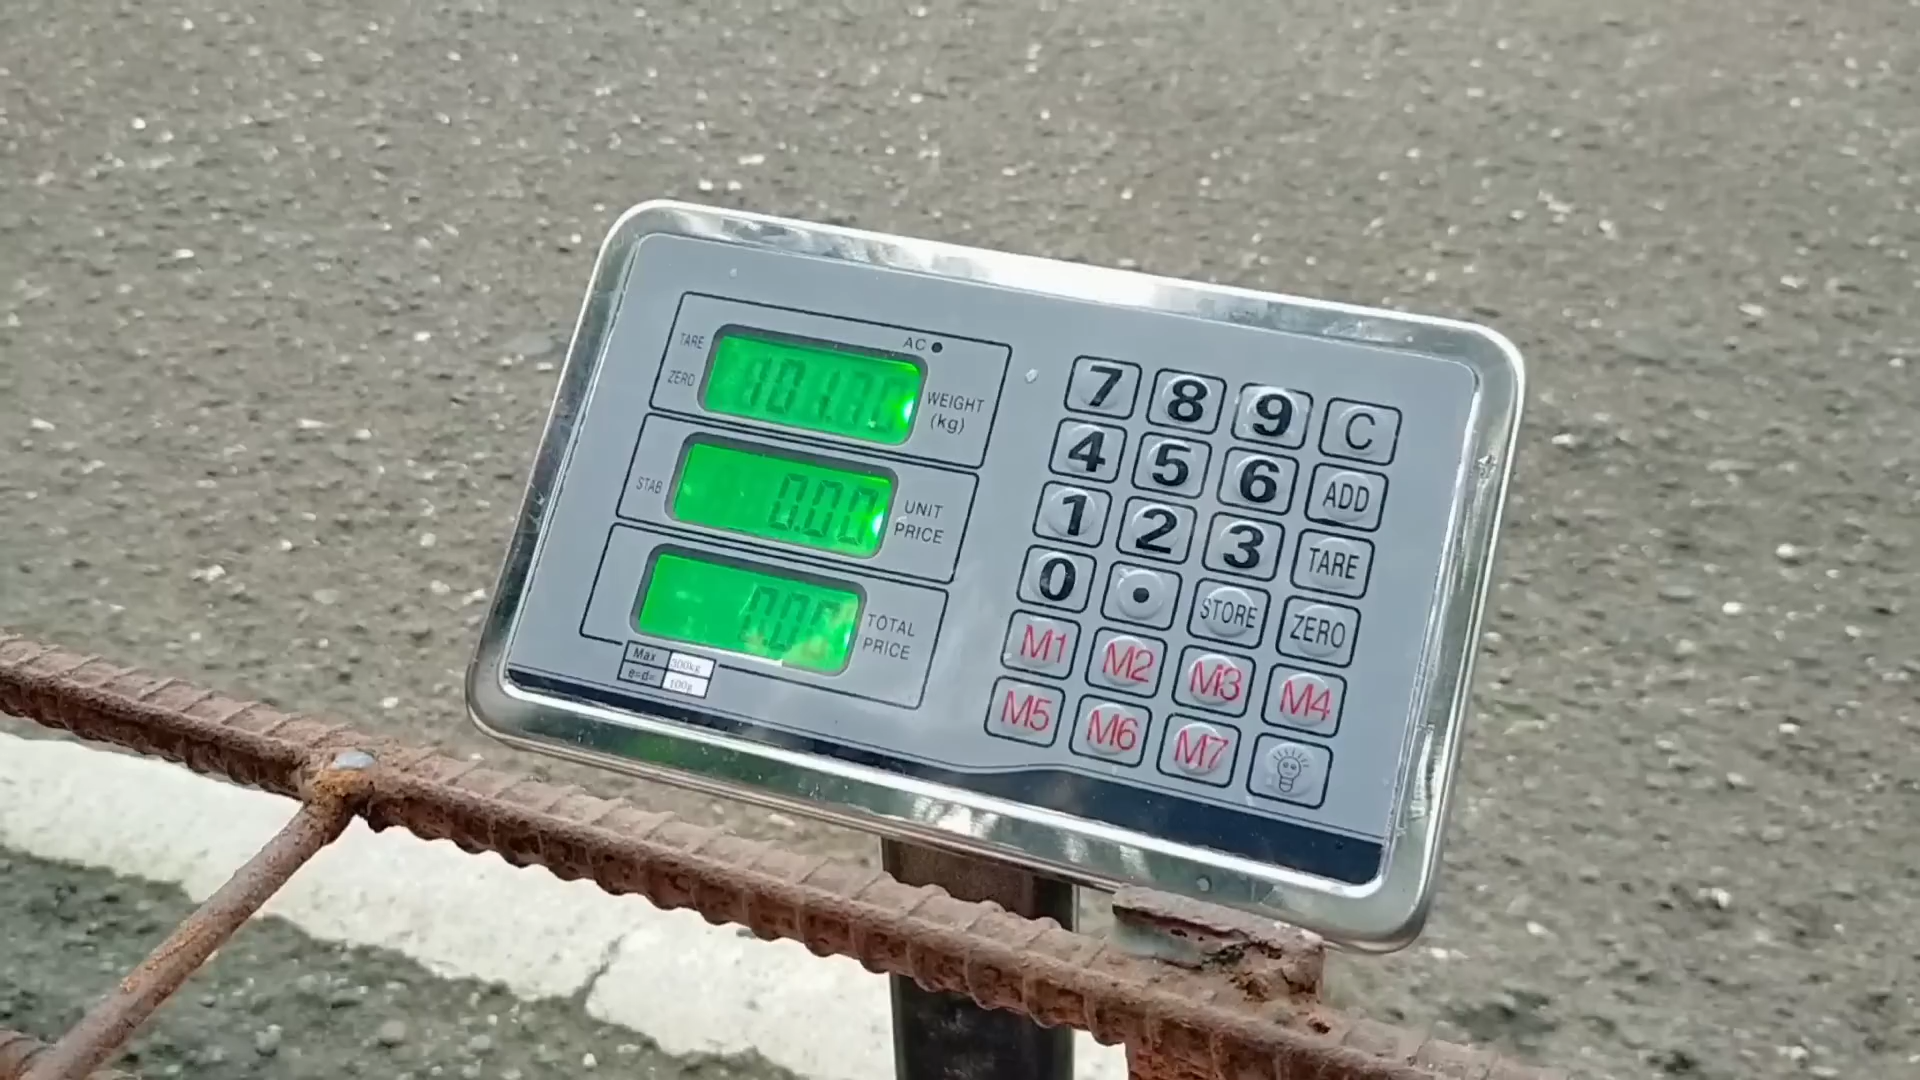 AC
TARE
ZERO
101.70
WEIGHT
(kg)
STAB
0.00
UNIT
PRICE
0.00
TOTAL
PRICE
Max 300kg
e=d= 100g
7 8 9 C
4 5 6 ADD
1 2 3 TARE
0 . STORE ZERO
M1 M2 M3 M4
M5 M6 M7